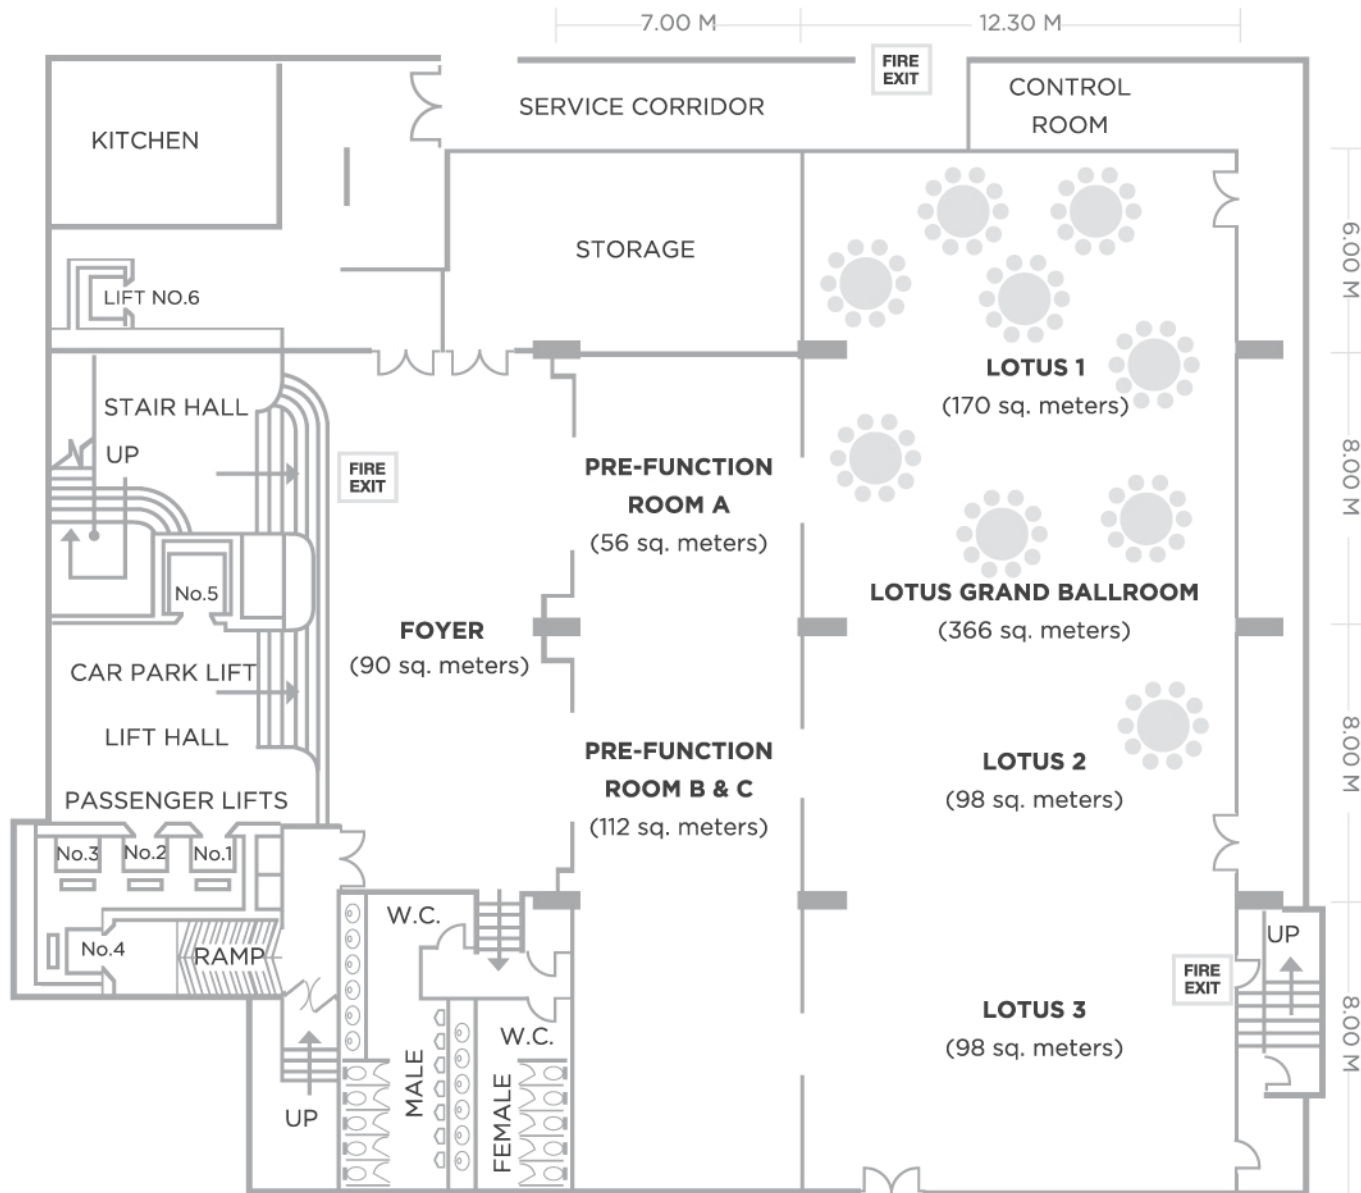 7.00 M
12.30 M
FIRE
EXIT
CONTROL
ROOM
SERVICE CORRIDOR
KITCHEN
STORAGE
6.00 M
LIFT NO.6
LOTUS 1
(170 sq. meters)
STAIR HALL
UP
FIRE
EXIT
PRE-FUNCTION
ROOM A
(56 sq. meters)
8.00 M
No.5
LOTUS GRAND BALLROOM
(366 sq. meters)
FOYER
(90 sq. meters)
CAR PARK LIFT
LIFT HALL
PRE-FUNCTION
ROOM B & C
(112 sq. meters)
LOTUS 2
(98 sq. meters)
8.00 M
PASSENGER LIFTS
No.3
No.2
No.1
No.4
RAMP
W.C.
UP
FIRE
EXIT
LOTUS 3
(98 sq. meters)
8.00 M
W.C.
MALE
FEMALE
UP